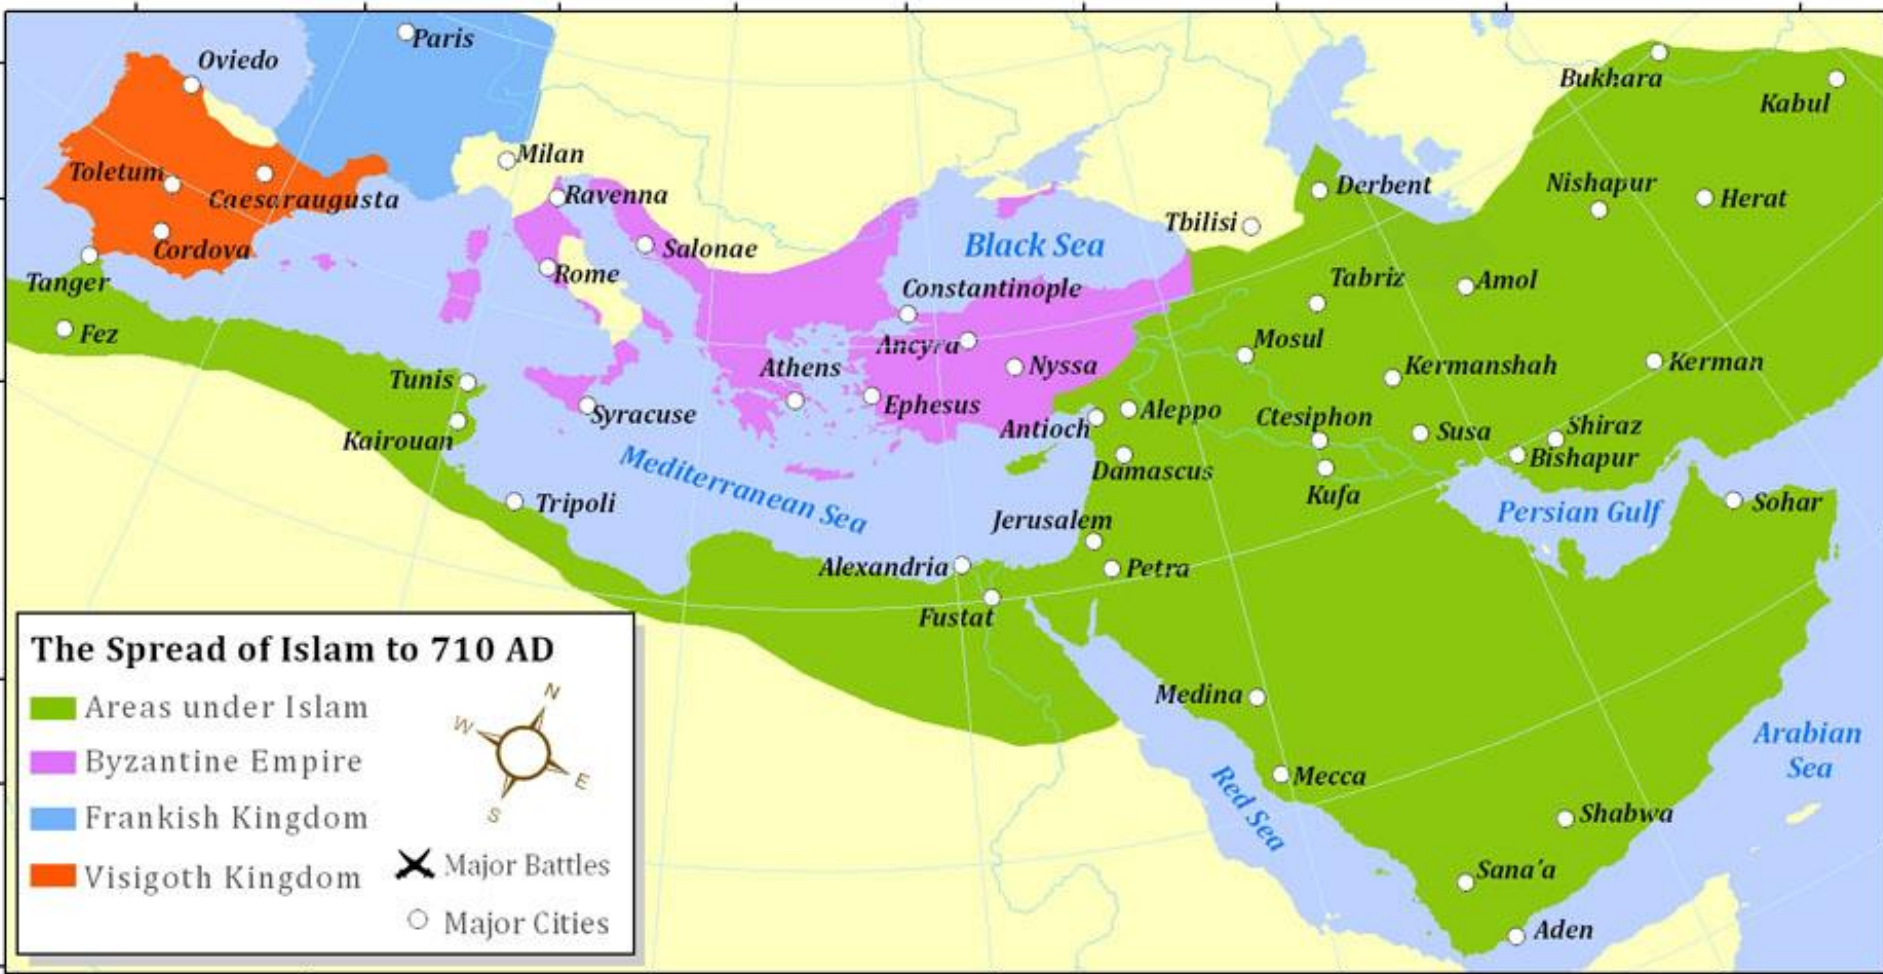 Paris
Oviedo
Bukhara
Kabul
Milan
Toletum
Caesaraugusta
Ravenna
Derbent
Nishapur
Herat
Cordova
Salonae
Tbilisi
Black Sea
Tanger
Rome
Constantinople
Tabriz
Amol
Fez
Ancyra
Mosul
Athens
Nyssa
Kermanshah
Kerman
Tunis
Syracuse
Ephesus
Aleppo
Ctesiphon
Susa
Shiraz
Kairouan
Antioch
Bishapur
Mediterranean Sea
Damascus
Kufa
Tripoli
Jerusalem
Persian Gulf
Sohar
Alexandria
Petra
Fustat
Medina
Arabian
Sea
Mecca
Red Sea
Shabwa
Sana'a
Aden
The Spread of Islam to 710 AD
Areas under Islam
Byzantine Empire
Frankish Kingdom
Visigoth Kingdom
N
W
E
S
Major Battles
Major Cities